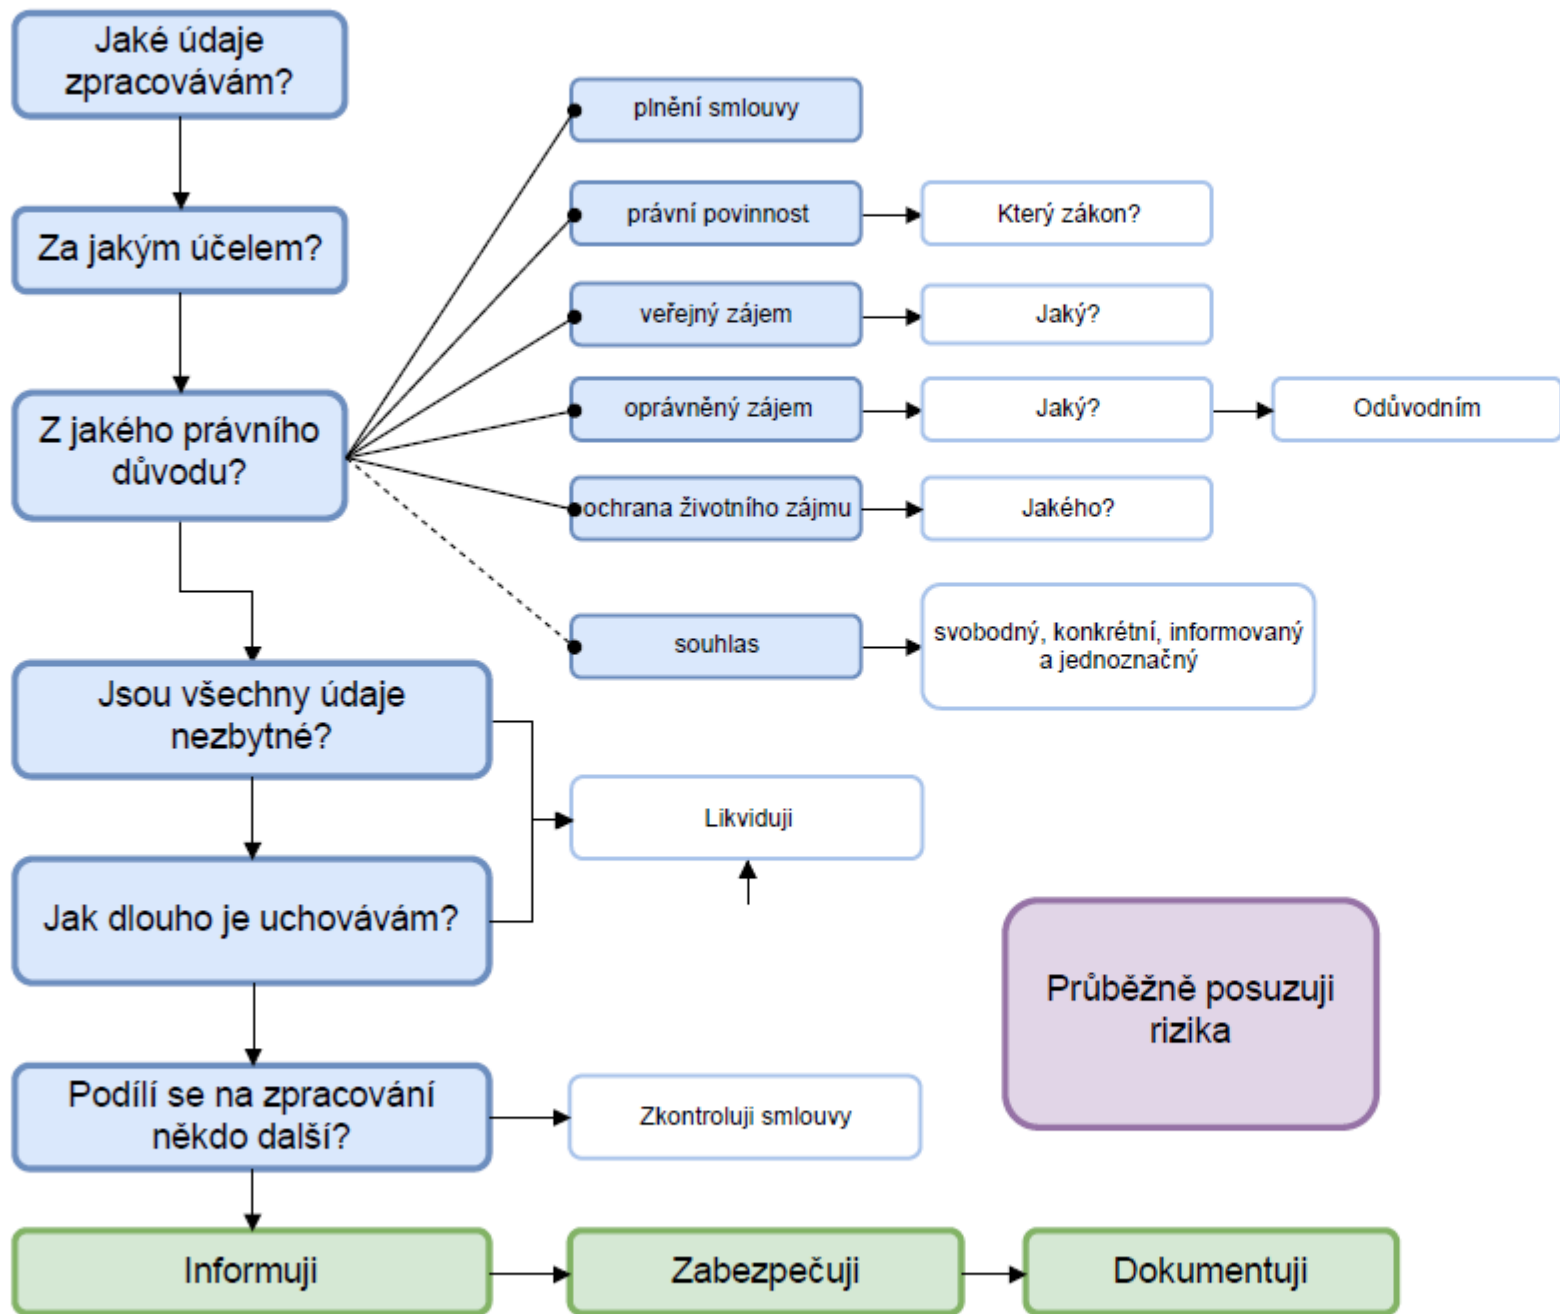 Jaké údaje
zpracovávám?
Za jakým účelem?
Z jakého právního
důvodu?
plnění smlouvy
právní povinnost
Který zákon?
veřejný zájem
Jaký?
oprávněný zájem
Jaký?
Odůvodním
ochrana životního zájmu
Jakého?
souhlas
svobodný, konkrétní, informovaný
a jednoznačný
Jsou všechny údaje
nezbytné?
Likviduji
Jak dlouho je uchovávám?
Průběžně posuzuji
rizika
Podílí se na zpracování
někdo další?
Zkontroluji smlouvy
Informuji
Zabezpečuji
Dokumentuji